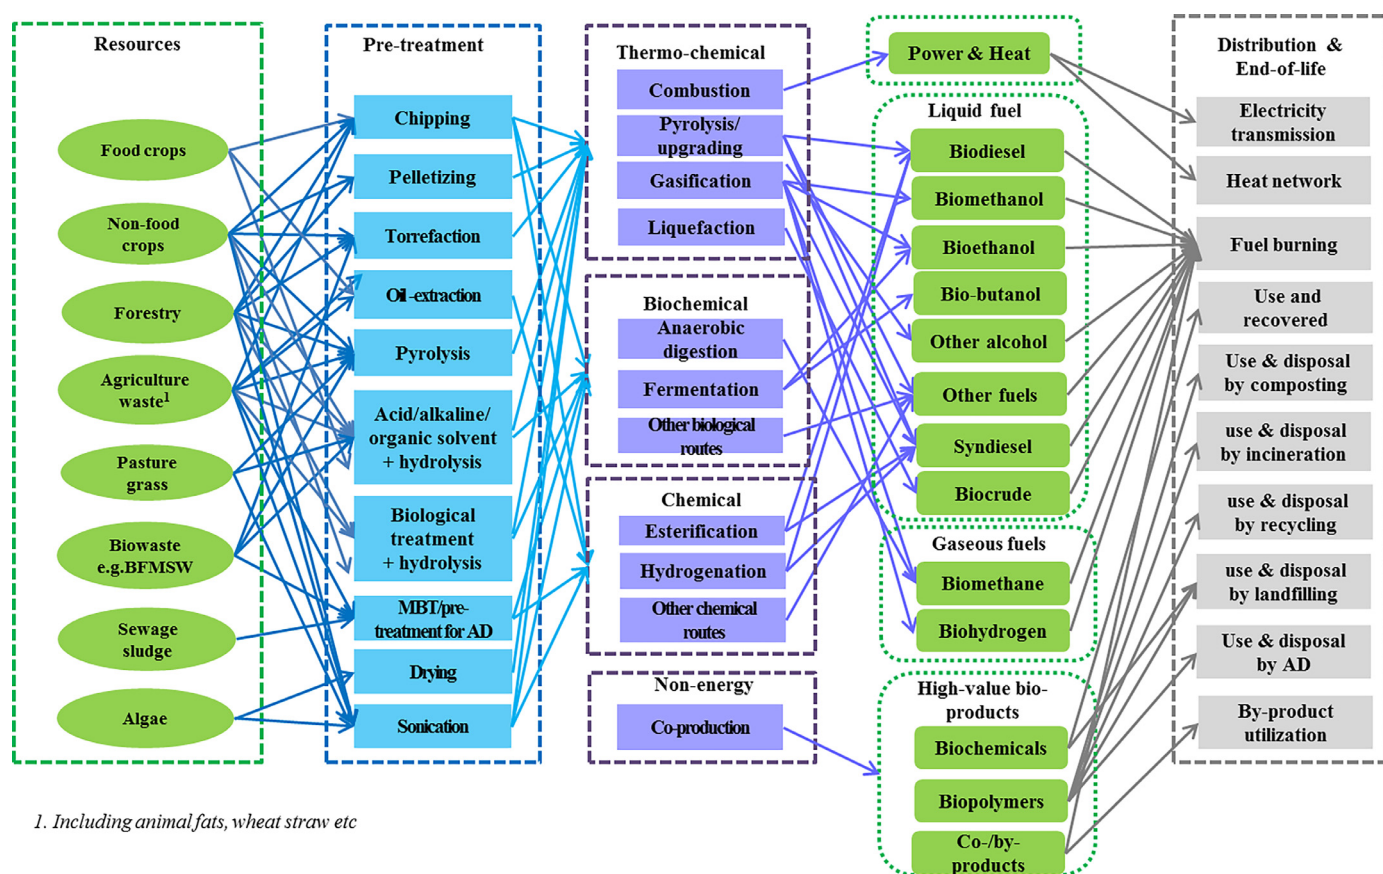 Resources
Food crops
Non-food
crops
Forestry
Agriculture
waste1
Pasture
grass
Biowaste
e.g.BFMSW
Sewage
sludge
Algae
Pre-treatment
Chipping
Pelletizing
Torrefaction
Oil-extraction
Pyrolysis
Acid/alkaline/
organic solvent
+ hydrolysis
Biological
treatment
+ hydrolysis
MBT/pre-
treatment for AD
Drying
Sonication
Thermo-chemical
Combustion
Pyrolysis/
upgrading
Gasification
Liquefaction
Biochemical
Anaerobic
digestion
Fermentation
Other biological
routes
Chemical
Esterification
Hydrogenation
Other chemical
routes
Non-energy
Co-production
Power & Heat
Liquid fuel
Biodiesel
Biomethanol
Bioethanol
Bio-butanol
Other alcohol
Other fuels
Syndiesel
Biocrude
Gaseous fuels
Biomethane
Biohydrogen
High-value bio-
products
Biochemicals
Biopolymers
Co-/by-
products
Distribution &
End-of-life
Electricity
transmission
Heat network
Fuel burning
Use and
recovered
Use & disposal
by composting
use & disposal
by incineration
use & disposal
by recycling
use & disposal
by landfilling
Use & disposal
by AD
By-product
utilization
1. Including animal fats, wheat straw etc